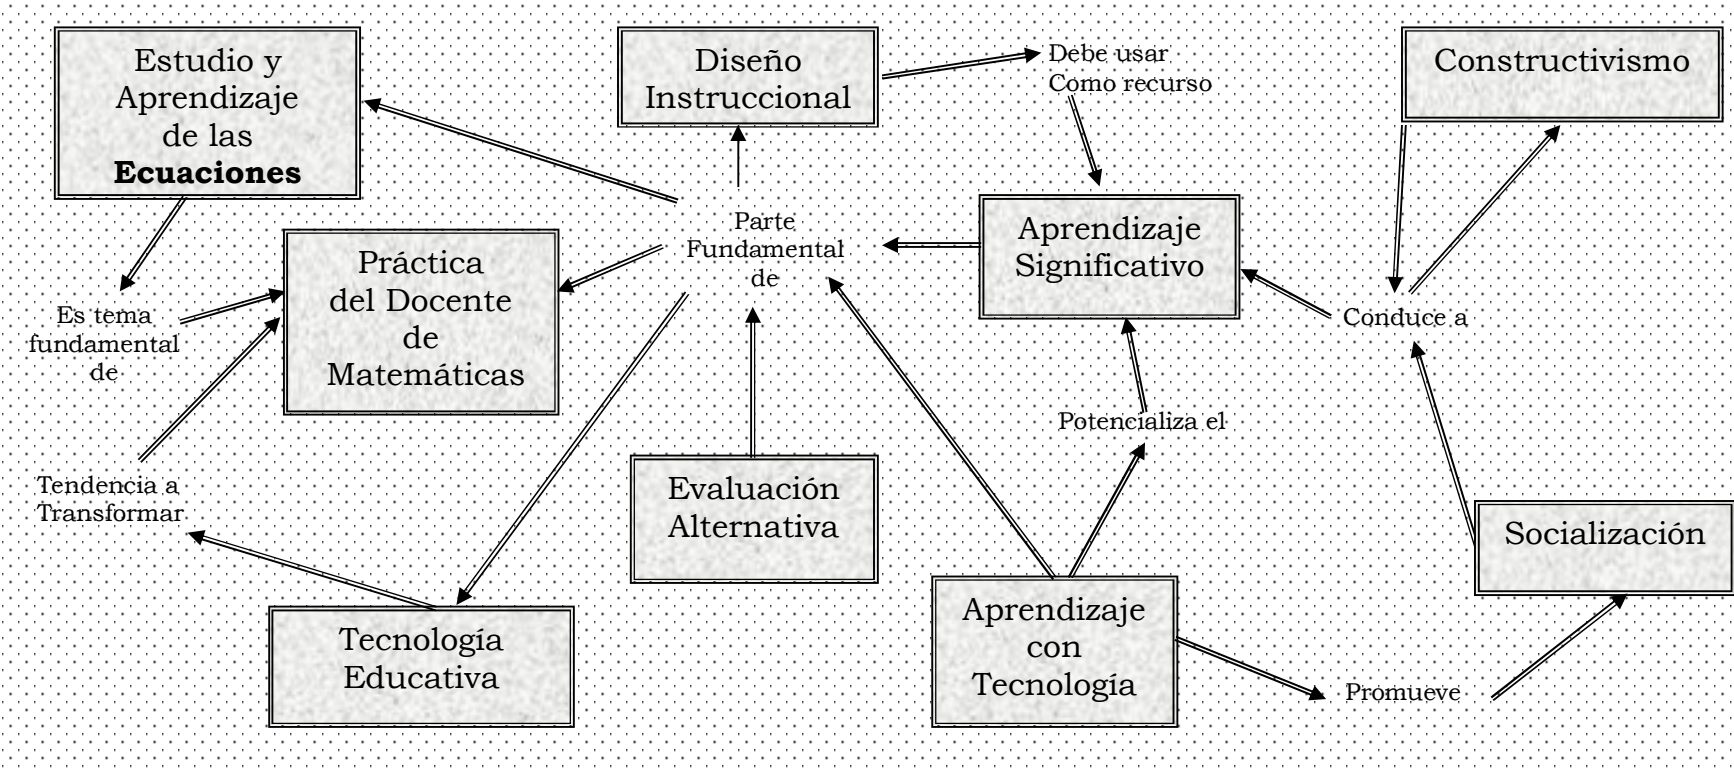 Estudio y
Aprendizaje
de las
Ecuaciones
Diseño
Instruccional
Debe usar
Como recurso
Constructivismo
Parte
Fundamental
de
Aprendizaje
Significativo
Práctica
del Docente
de
Matemáticas
Es tema
fundamental
de
Conduce a
Potencializa el
Tendencia a
Transformar
Evaluación
Alternativa
Socialización
Tecnología
Educativa
Aprendizaje
con
Tecnología
Promueve